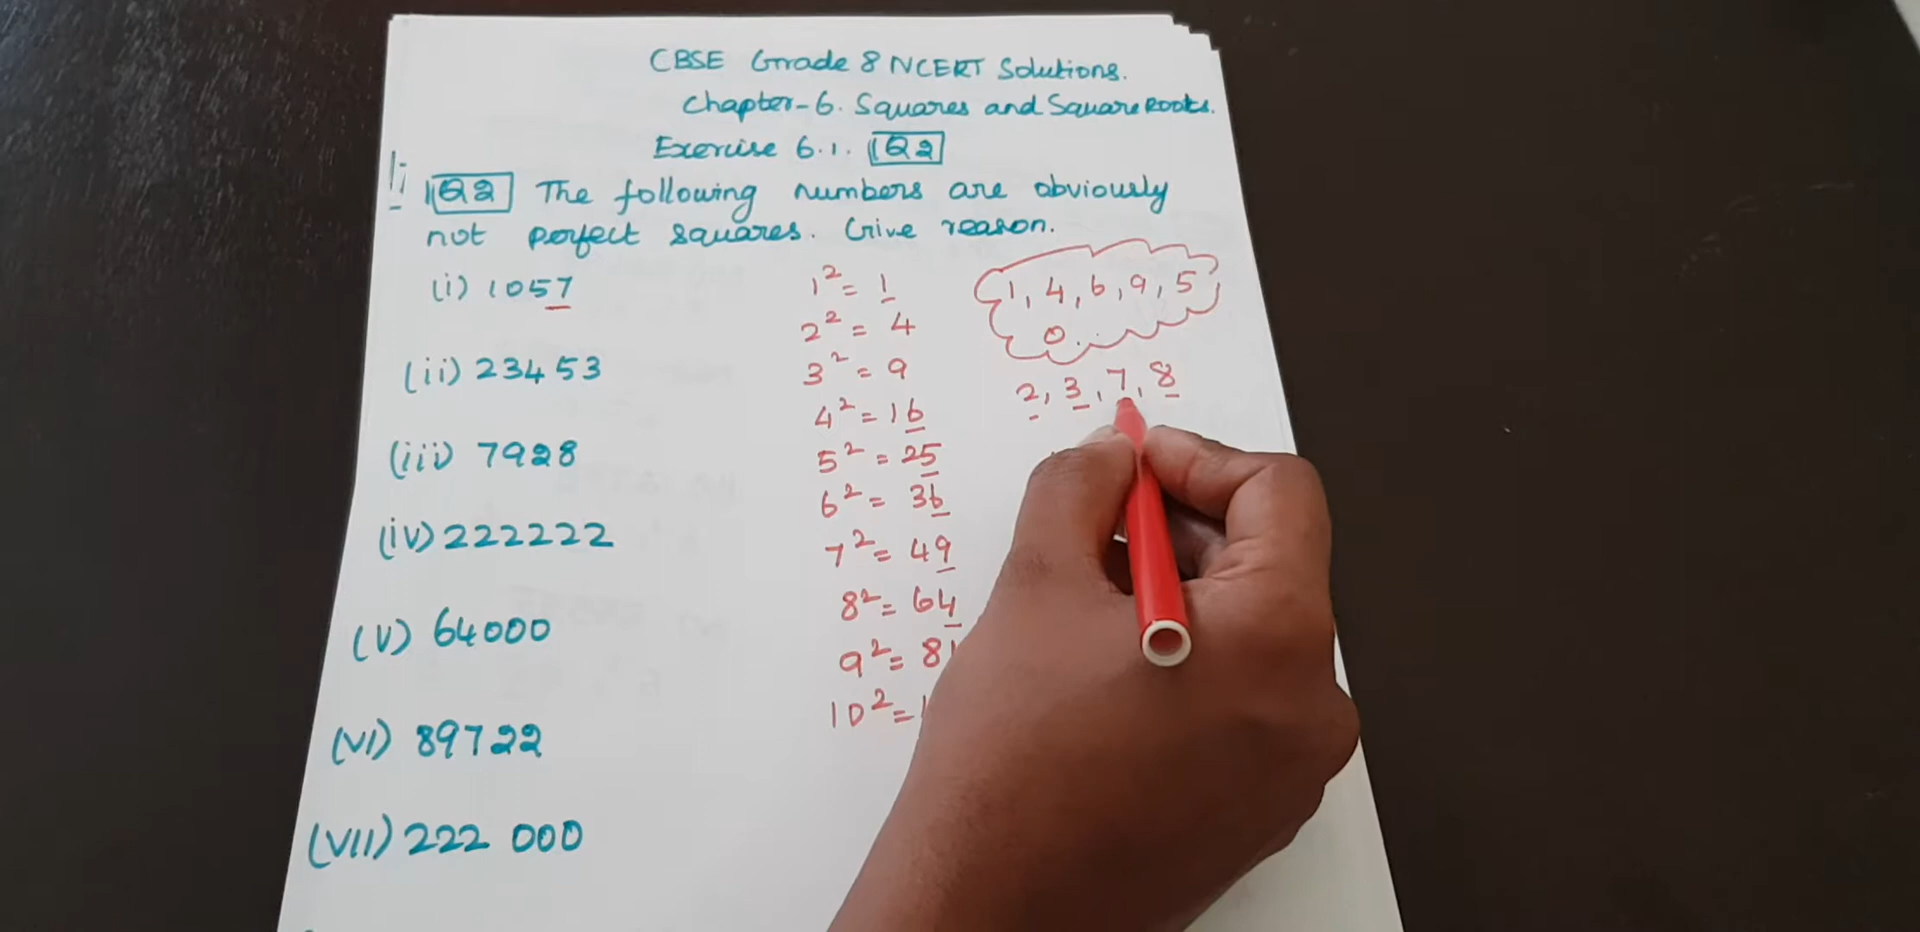 CBSE Grade 8 NCERT Solutions.
Chapter-6. Squares and Square Roots.
Exercise 6.1. Q2
Q2 The following numbers are obviously
not perfect squares. Give reason.
(i) 1057
(ii) 23453
(iii) 7928
(iv) 222222
(V) 64000
(VI) 89722
(VII) 222 000
1² = 1
2² = 4
3² = 9
4² = 16
5² = 25
6² = 36
7² = 49
8² = 64
9² = 81
10² = 1
1, 4, 6, 9, 5
0.
2, 3, 7, 8